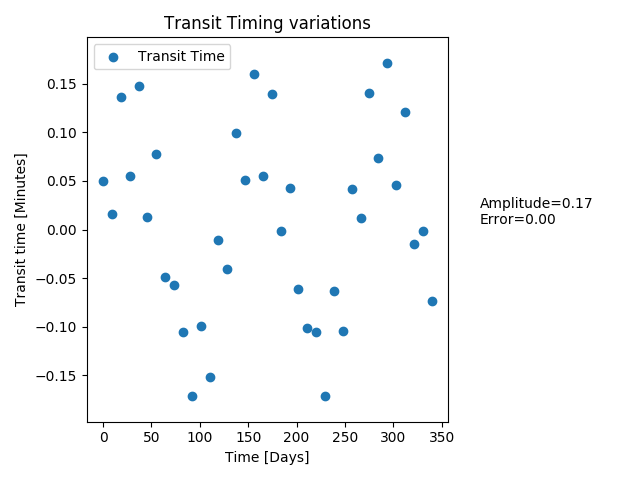 Transit Timing variations
Transit Time
Transit time [Minutes]
0.15
0.10
0.05
0.00
−0.05
−0.10
−0.15
0 50 100 150 200 250 300 350
Time [Days]
Amplitude=0.17
Error=0.00